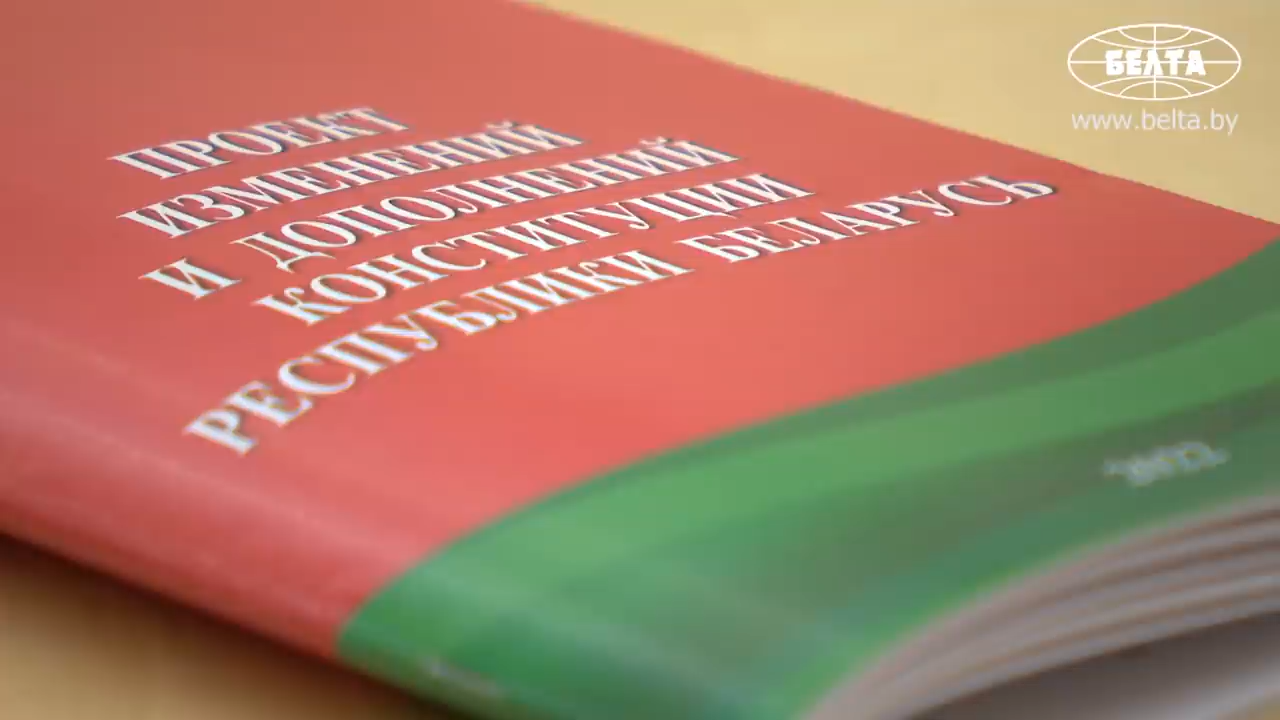 БЕЛТА
www.belta.by
ПРОЕКТ
ИЗМЕНЕНИЙ
И ДОПОЛНЕНИЙ
КОНСТИТУЦИИ
РЕСПУБЛИКИ БЕЛАРУСЬ